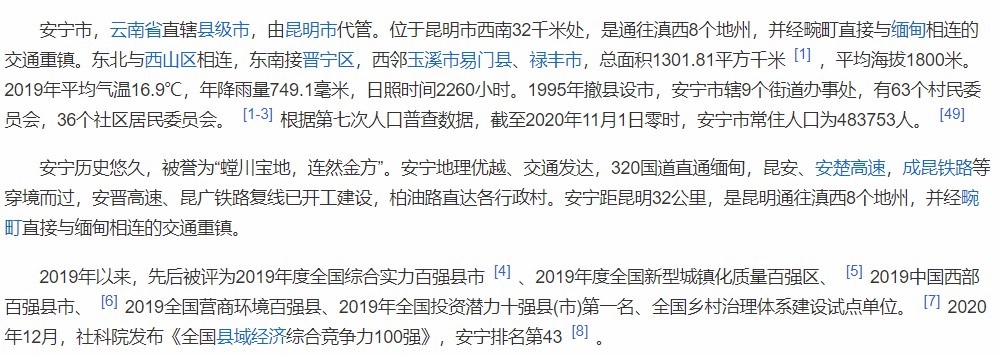 安宁市，云南省直辖县级市，由昆明市代管。位于昆明市西南32千米处，是通往滇西8个地州，并经畹町直接与缅甸相连的
交通重镇。东北与西山区相连，东南接晋宁区，西邻玉溪市易门县、禄丰市，总面积1301.81平方千米 [1] ，平均海拔1800米。
2019年平均气温16.9℃，年降雨量749.1毫米，日照时间2260小时。1995年撤县设市，安宁市辖9个街道办事处，有63个村民委
员会，36个社区居民委员会。 [1-3] 根据第七次人口普查数据，截至2020年11月1日零时，安宁市常住人口为483753人。 [49]
安宁历史悠久，被誉为“螳川宝地，连然金方”。安宁地理优越、交通发达，320国道直通缅甸，昆安、安楚高速，成昆铁路等
穿境而过，安晋高速、昆广铁路复线已开工建设，柏油路直达各行政村。安宁距昆明32公里，是昆明通往滇西8个地州，并经畹
町直接与缅甸相连的交通重镇。
2019年以来，先后被评为2019年度全国综合实力百强县市 [4] 、2019年度全国新型城镇化质量百强区、 [5] 2019中国西部
百强县市、 [6] 2019全国营商环境百强县、2019年全国投资潜力十强县(市)第一名、全国乡村治理体系建设试点单位。 [7] 2020
年12月，社科院发布《全国县域经济综合竞争力100强》，安宁排名第43 [8] 。